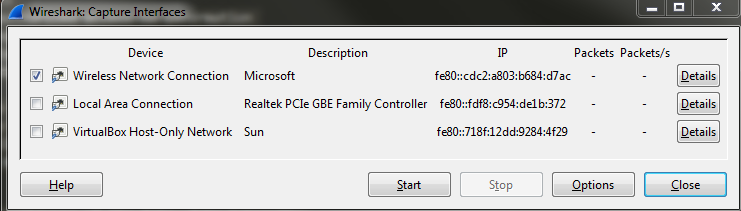 Wireshark: Capture Interfaces
Device Description IP Packets Packets/s
Wireless Network Connection Microsoft fe80::cdc2:a803:b684:d7ac - - Details
Local Area Connection Realtek PCIe GBE Family Controller fe80::fdf8:c954:de1b:372 - - Details
VirtualBox Host-Only Network Sun fe80::718f:12dd:9284:4f29 - - Details
Help Start Stop Options Close